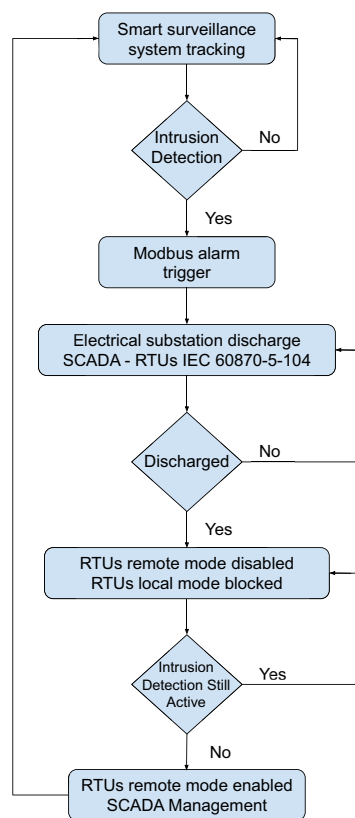 Smart surveillance
system tracking
Intrusion
Detection
No
Yes
Modbus alarm
trigger
Electrical substation discharge
SCADA - RTUs IEC 60870-5-104
Discharged
No
Yes
RTUs remote mode disabled
RTUs local mode blocked
Intrusion
Detection Still
Active
Yes
No
RTUs remote mode enabled
SCADA Management